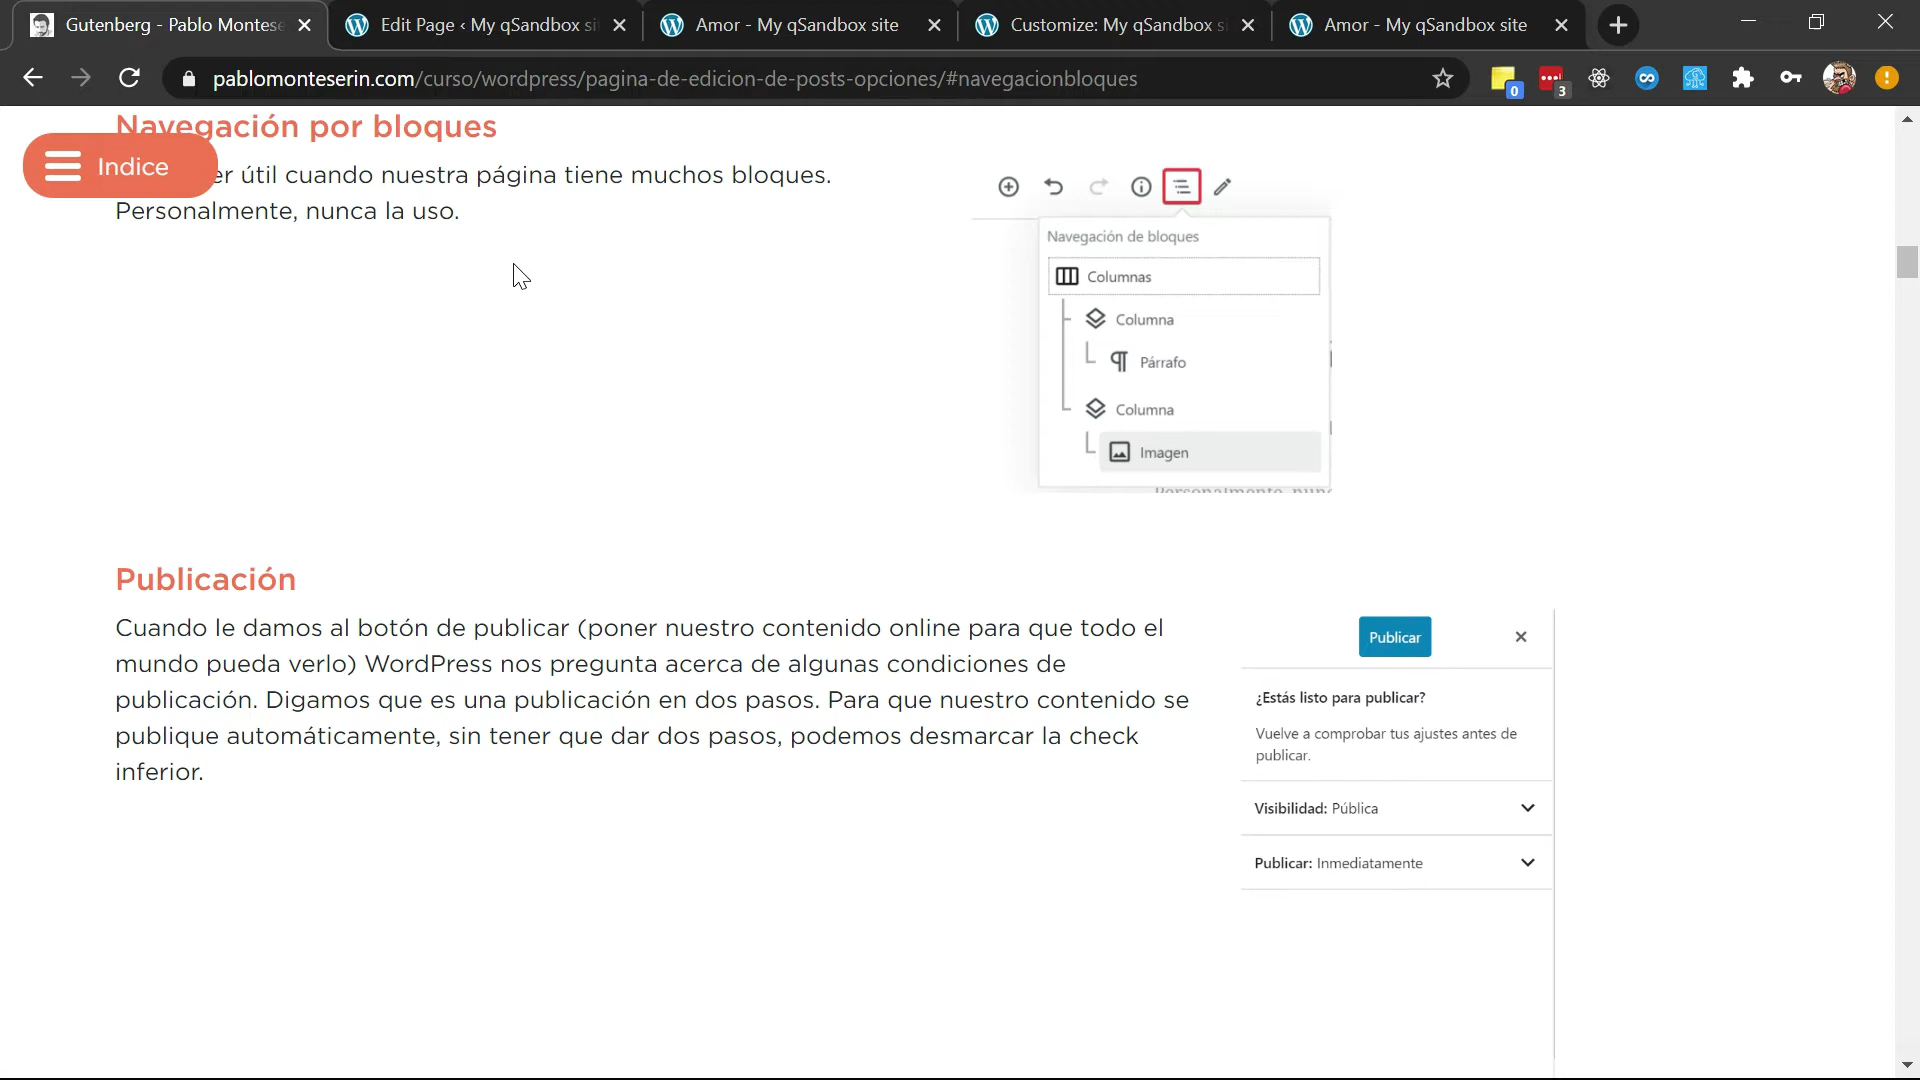 Gutenberg - Pablo Montese
Edit Page ‹ My qSandbox si
Amor - My qSandbox site
Customize: My qSandbox s
Amor - My qSandbox site
pablomonteserin.com/curso/wordpress/pagina-de-edicion-de-posts-opciones/#navegacionbloques
0
3
Navegación por bloques
Indice
er útil cuando nuestra página tiene muchos bloques.
Personalmente, nunca la uso.
Navegación de bloques
Columnas
Columna
Párrafo
Columna
Imagen
Publicación
Cuando le damos al botón de publicar (poner nuestro contenido online para que todo el
mundo pueda verlo) WordPress nos pregunta acerca de algunas condiciones de
publicación. Digamos que es una publicación en dos pasos. Para que nuestro contenido se
publique automáticamente, sin tener que dar dos pasos, podemos desmarcar la check
inferior.
Publicar
¿Estás listo para publicar?
Vuelve a comprobar tus ajustes antes de
publicar.
Visibilidad: Pública
Publicar: Inmediatamente